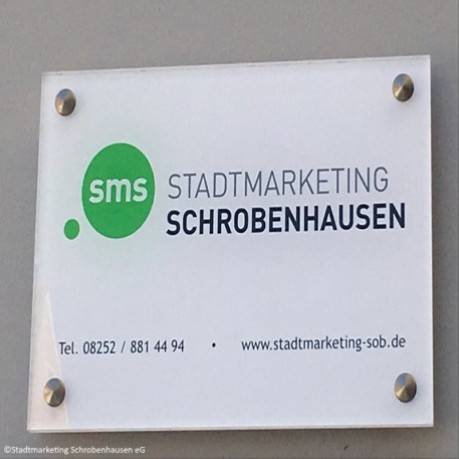 sms
STADTMARKETING
SCHROBENHAUSEN
Tel. 08252 / 881 44 94 • www.stadtmarketing-sob.de
©Stadtmarketing Schrobenhausen eG